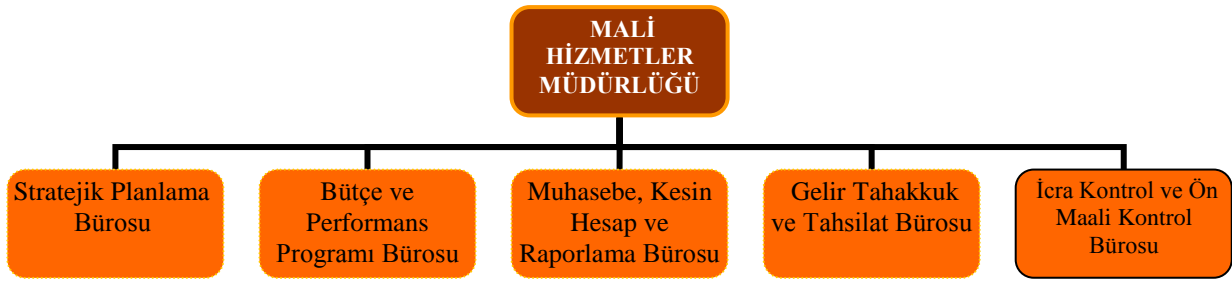 MALİ
HİZMETLER
MÜDÜRLÜĞÜ
Stratejik Planlama
Bürosu
Bütçe ve
Performans
Programı Bürosu
Muhasebe, Kesin
Hesap ve
Raporlama Bürosu
Gelir Tahakkuk
ve Tahsilat Bürosu
İcra Kontrol ve Ön
Maali Kontrol
Bürosu